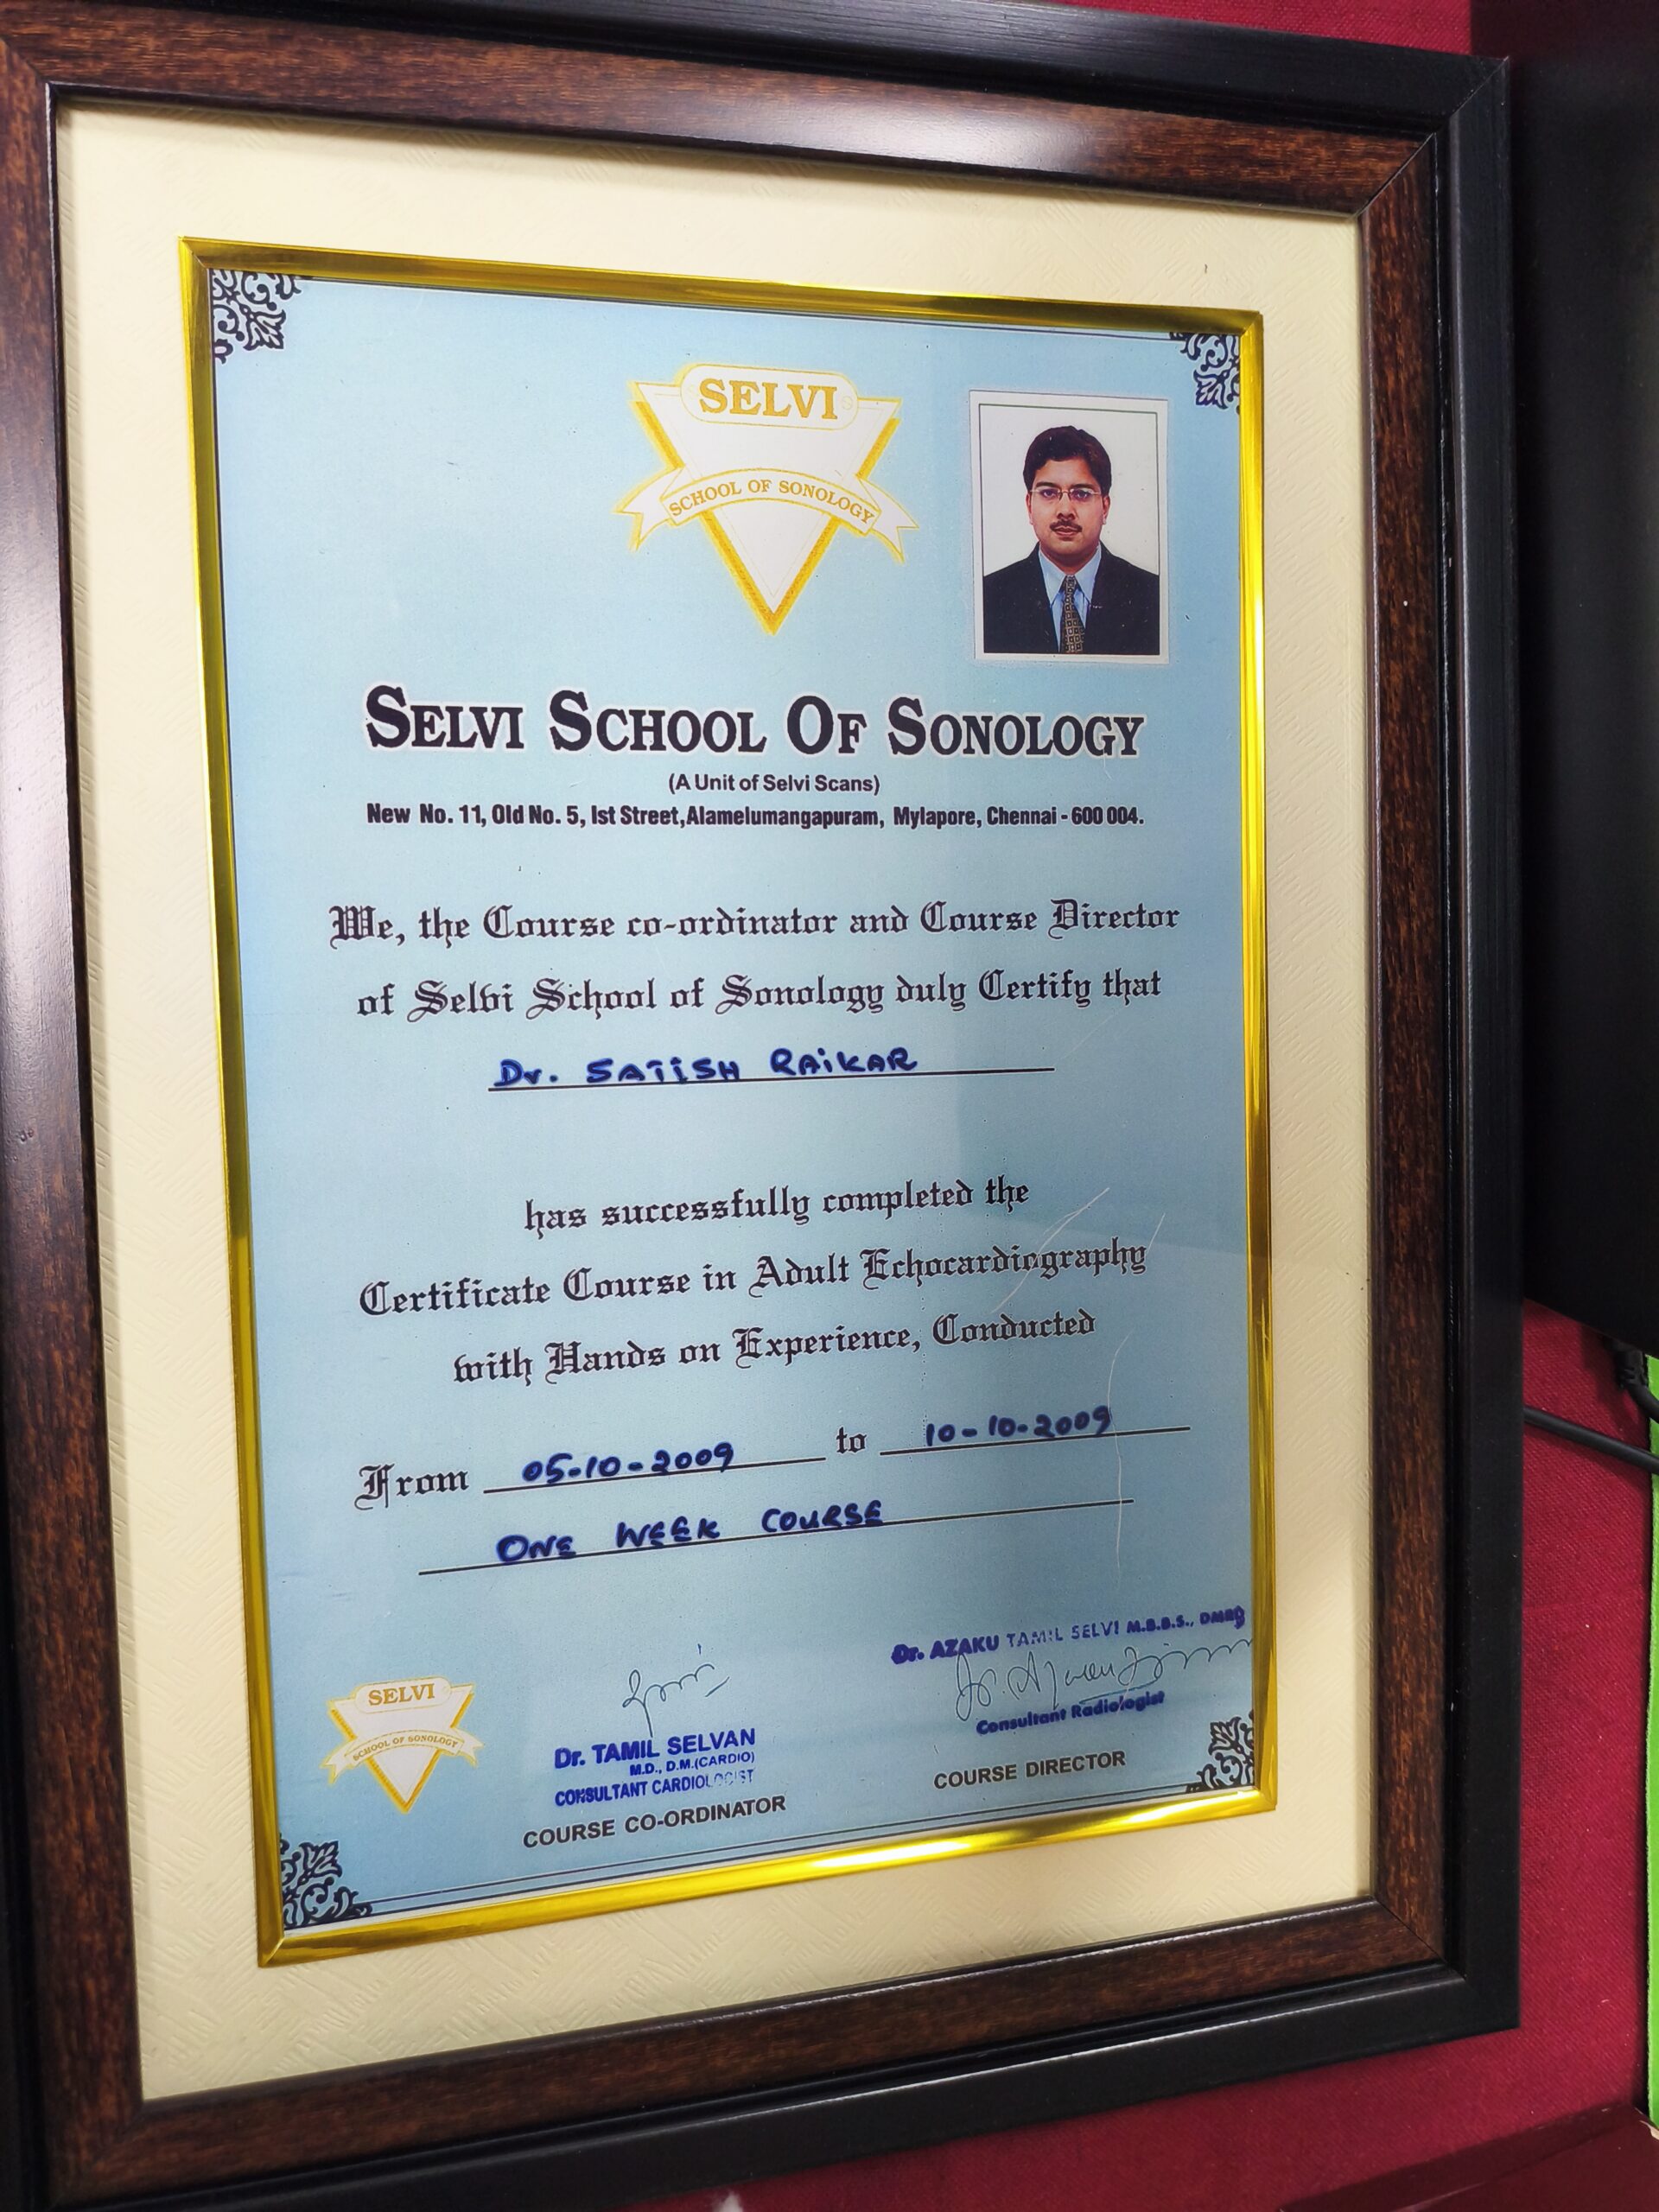 SELVI
SCHOOL OF SONOLOGY
SELVI SCHOOL OF SONOLOGY
(A Unit of Selvi Scans)
New No. 11, Old No. 5, Ist Street, Alamelumangapuram, Mylapore, Chennai - 600 004.
We, the Course co-ordinator and Course Director
of Selvi School of Sonology duly Certify that
Dr. SATISH RAIKAR
has successfully completed the
Certificate Course in Adult Echocardiography
with Hands on Experience, Conducted
From 05-10-2009 to 10-10-2009
ONE WEEK COURSE
SELVI
SCHOOL OF SONOLOGY
Dr. TAMIL SELVAN
M.D., D.M.(CARDIO)
CONSULTANT CARDIOLOGIST
COURSE CO-ORDINATOR
Dr. AZAKU TAMIL SELVI M.B.B.S.,
Consultant Radiologist
COURSE DIRECTOR